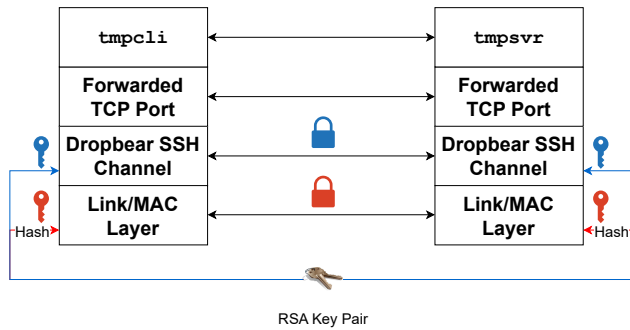 tmpcli
tmpsvr
Forwarded
TCP Port
Forwarded
TCP Port
Dropbear SSH
Channel
Dropbear SSH
Channel
Link/MAC
Layer
Link/MAC
Layer
Hash
Hash
RSA Key Pair